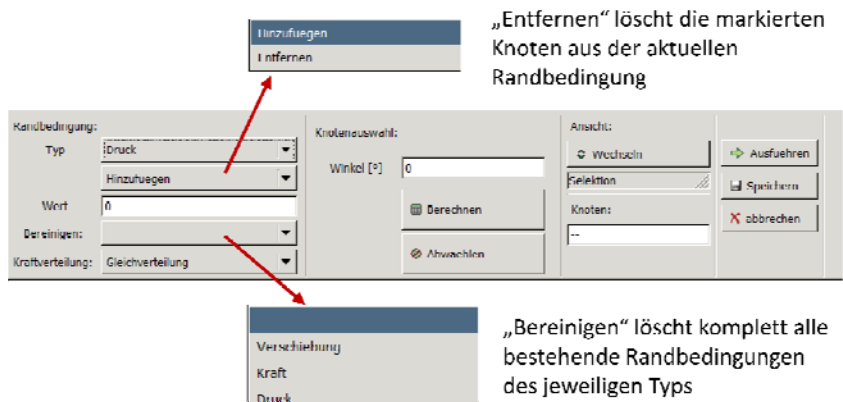 Hinzufuegen
Entfernen
„Entfernen“ löscht die markierten
Knoten aus der aktuellen
Randbedingung
Randbedingung:
Typ
Druck
Hinzufuegen
Wert
0
Bereinigen:
Kraftverteilung:
Gleichverteilung
Knotenauswahl:
Winkel [°]
0
Berechnen
Abwaehlen
Ansicht:
Wechseln
Selektion
Knoten:
--
Ausfuehren
Speichern
abbrechen
Verschiebung
Kraft
Druck
„Bereinigen“ löscht komplett alle
bestehende Randbedingungen
des jeweiligen Typs